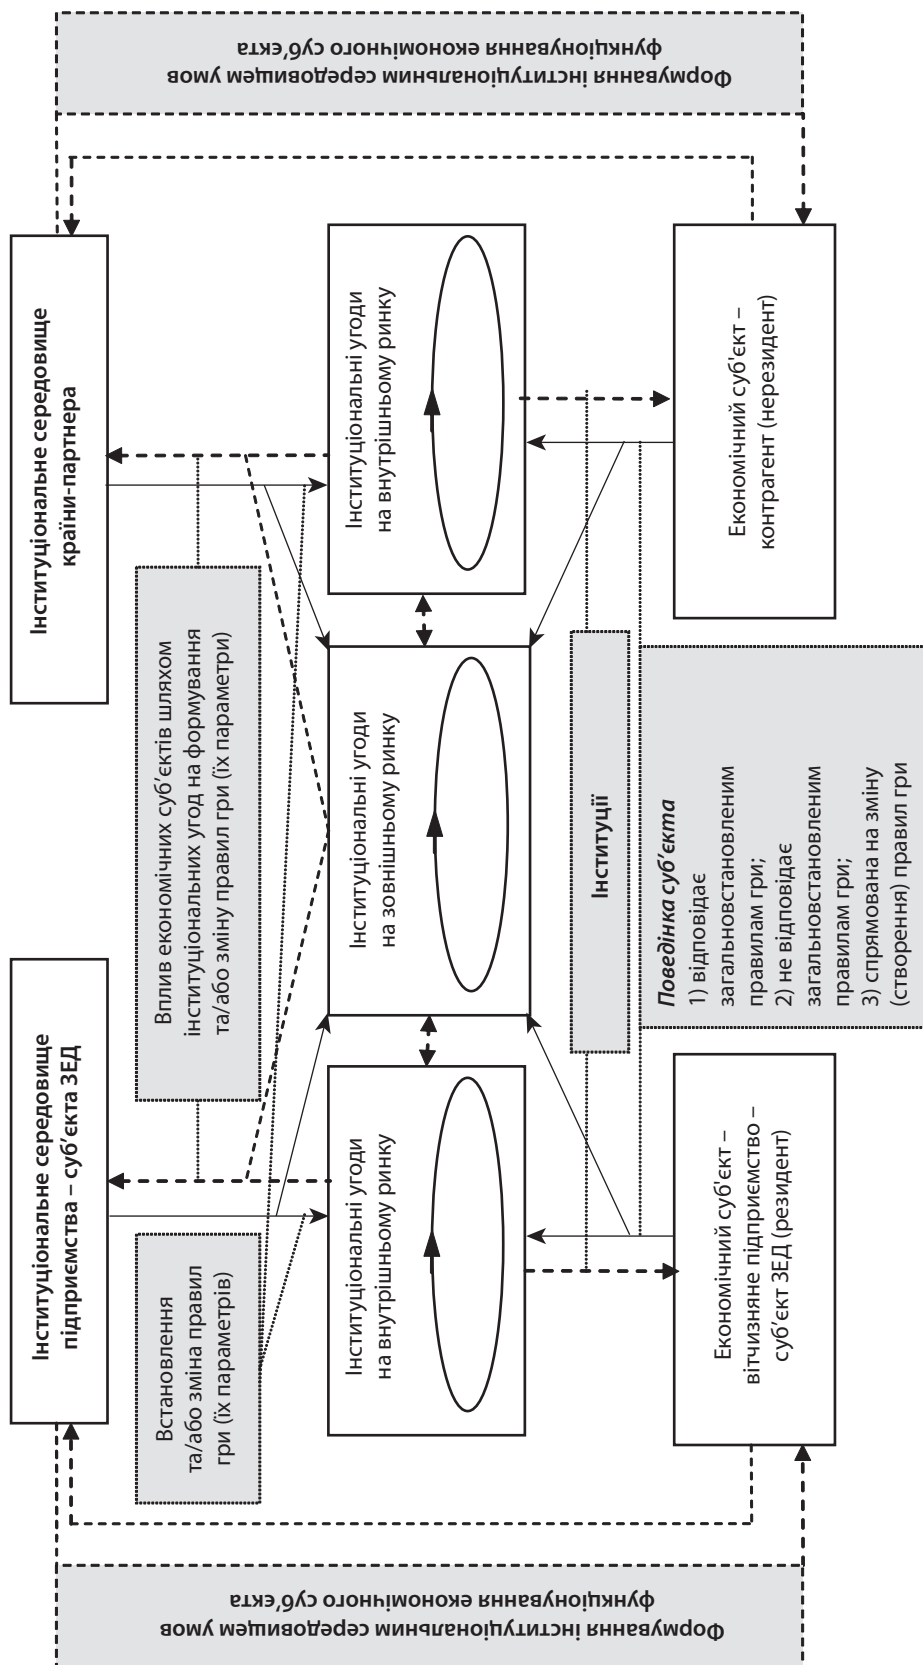 Формування інституціональним середовищем умов
функціонування економічного суб'єкта
Інституціональне середовище
підприємства – суб'єкта ЗЕД
Інституціональне середовище
країни-партнера
Встановлення
та/або зміна правил
гри (їх параметрів)
Вплив економічних суб'єктів шляхом
інституціональних угод на формування
та/або зміну правил гри (їх параметри)
Інституціональні угоди
на внутрішньому ринку
Інституціональні угоди
на зовнішньому ринку
Інституціональні угоди
на внутрішньому ринку
Інституції
Економічний суб'єкт –
вітчизняне підприємство –
суб'єкт ЗЕД (резидент)
Поведінка суб'єкта
1) відповідає
загальновстановленим
правилам гри;
2) не відповідає
загальновстановленим
правилам гри;
3) спрямована на зміну
(створення) правил гри
Економічний суб'єкт –
контрагент (нерезидент)
Формування інституціональним середовищем умов
функціонування економічного суб'єкта